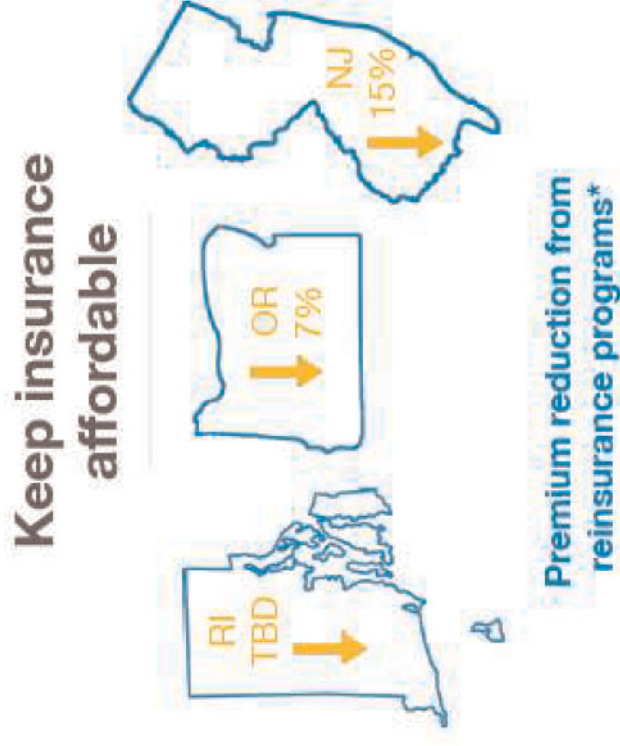 Keep insurance
affordable
RI
TBD
OR
7%
NJ
15%
Premium reduction from
reinsurance programs*